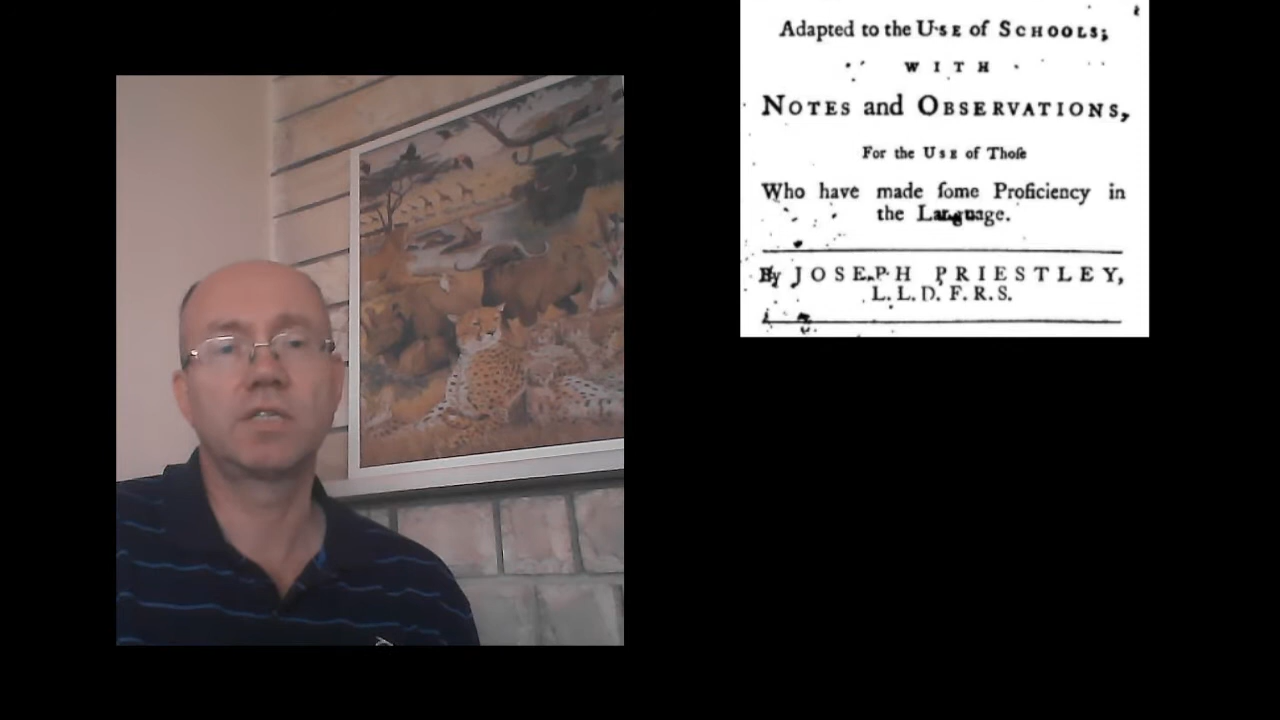 Adapted to the USE of SCHOOLS;
WITH
NOTES and OBSERVATIONS,
For the USE of Thoſe
Who have made ſome Proficiency in
the Language.
By JOSEPH PRIESTLEY,
L. L. D. F. R. S.